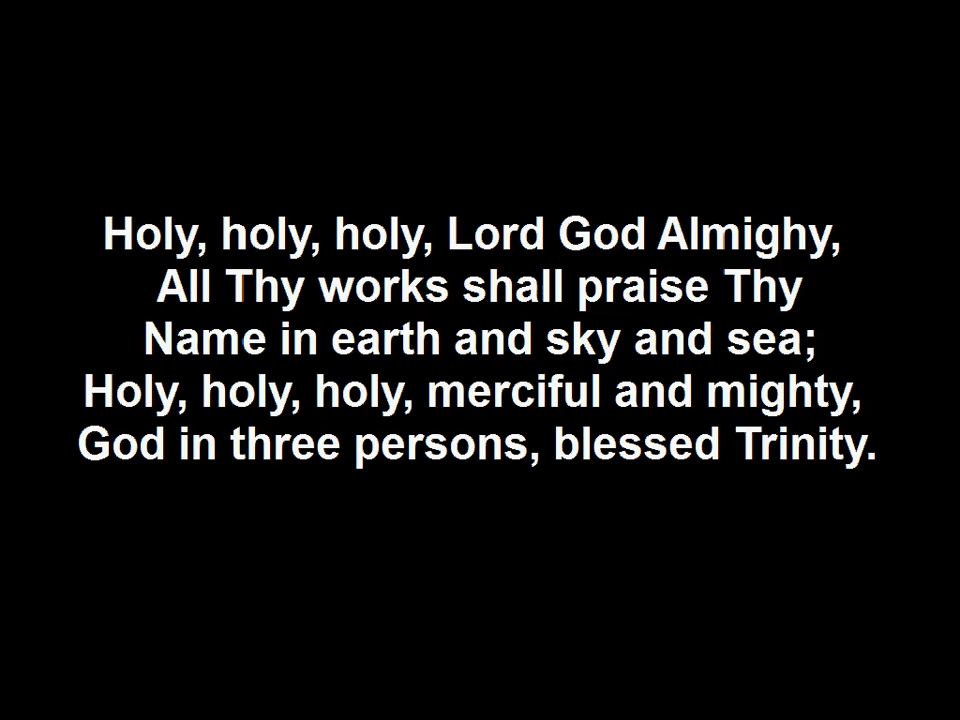 Holy, holy, holy, Lord God Almighy,
All Thy works shall praise Thy
Name in earth and sky and sea;
Holy, holy, holy, merciful and mighty,
God in three persons, blessed Trinity.